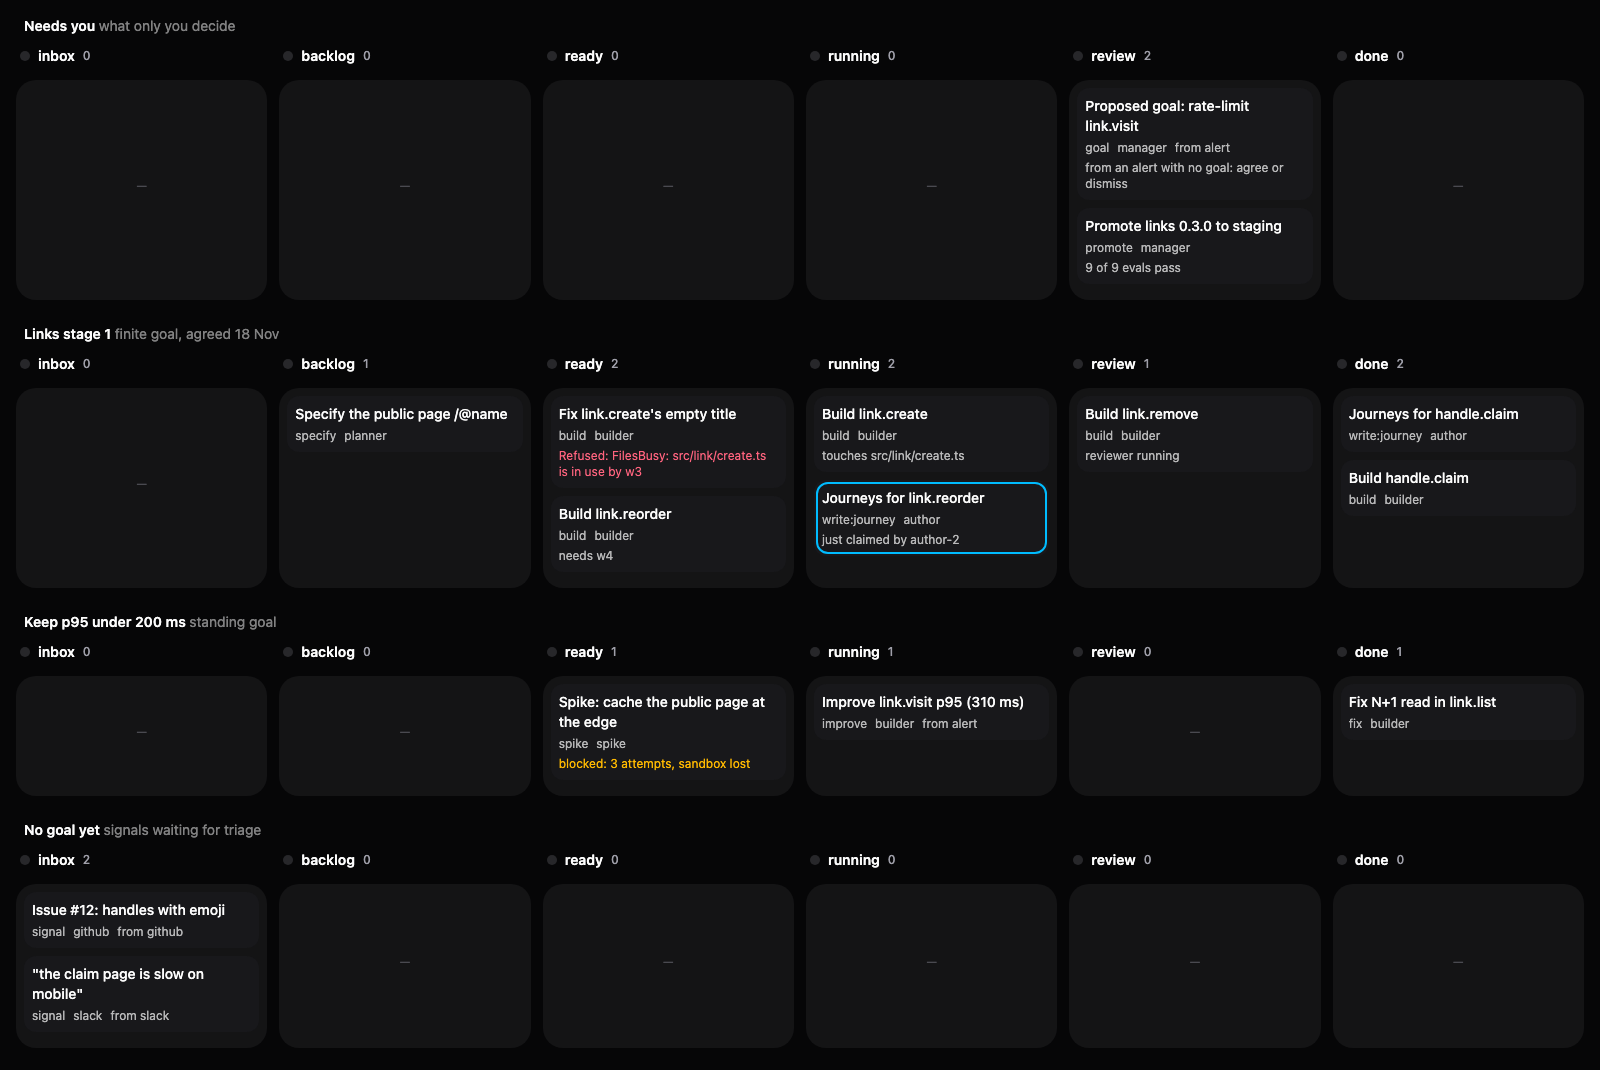 Needs you what only you decide
inbox 0
backlog 0
ready 0
running 0
review 2
done 0
–
–
–
–
Proposed goal: rate-limit
link.visit
goal manager from alert
from an alert with no goal: agree or
dismiss
Promote links 0.3.0 to staging
promote manager
9 of 9 evals pass
–
Links stage 1 finite goal, agreed 18 Nov
inbox 0
backlog 1
ready 2
running 2
review 1
done 2
–
Specify the public page /@name
specify planner
Fix link.create's empty title
build builder
Refused: FilesBusy: src/link/create.ts
is in use by w3
Build link.reorder
build builder
needs w4
Build link.create
build builder
touches src/link/create.ts
Journeys for link.reorder
write:journey author
just claimed by author-2
Build link.remove
build builder
reviewer running
Journeys for handle.claim
write:journey author
Build handle.claim
build builder
Keep p95 under 200 ms standing goal
inbox 0
backlog 0
ready 1
running 1
review 0
done 1
–
–
Spike: cache the public page at
the edge
spike spike
blocked: 3 attempts, sandbox lost
Improve link.visit p95 (310 ms)
improve builder from alert
–
Fix N+1 read in link.list
fix builder
No goal yet signals waiting for triage
inbox 2
backlog 0
ready 0
running 0
review 0
done 0
Issue #12: handles with emoji
signal github from github
"the claim page is slow on
mobile"
signal slack from slack
–
–
–
–
–